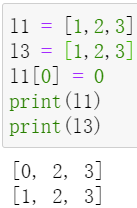 l1 = [1,2,3]
l3 = [1,2,3]
l1[0] = 0
print(l1)
print(l3)
[0, 2, 3]
[1, 2, 3]